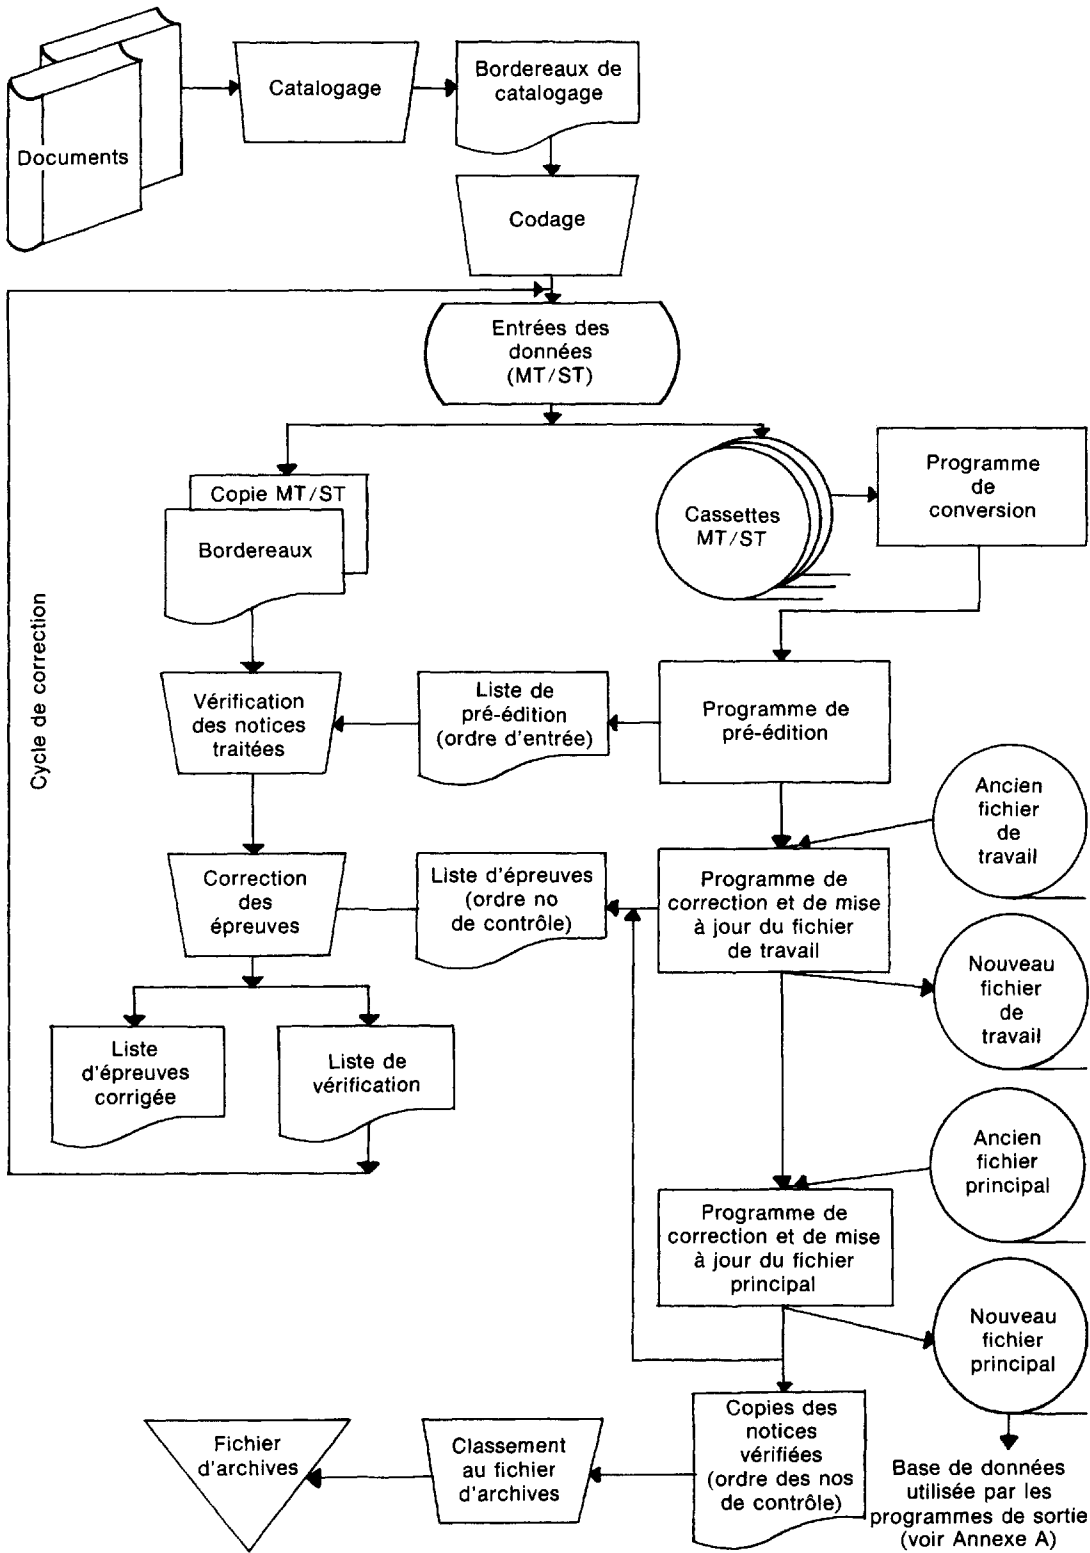 Documents
Catalogage
Bordereaux de
catalogage
Codage
Entrées des
données
(MT/ST)
Copie MT/ST
Bordereaux
Cassettes
MT/ST
Programme
de
conversion
Cycle de correction
Vérification
des notices
traitées
Liste de
pré-édition
(ordre d'entrée)
Programme de
pré-édition
Ancien
fichier
de
travail
Correction
des
épreuves
Liste d'épreuves
(ordre no
de contrôle)
Programme de
correction et de mise
à jour du fichier
de travail
Nouveau
fichier
de
travail
Liste
d'épreuves
corrigée
Liste de
vérification
Ancien
fichier
principal
Programme de
correction et de mise
à jour du fichier
principal
Nouveau
fichier
principal
Fichier
d'archives
Classement
au fichier
d'archives
Copies des
notices
vérifiées
(ordre des nos
de contrôle)
Base de données
utilisée par les
programmes de sortie
(voir Annexe A)